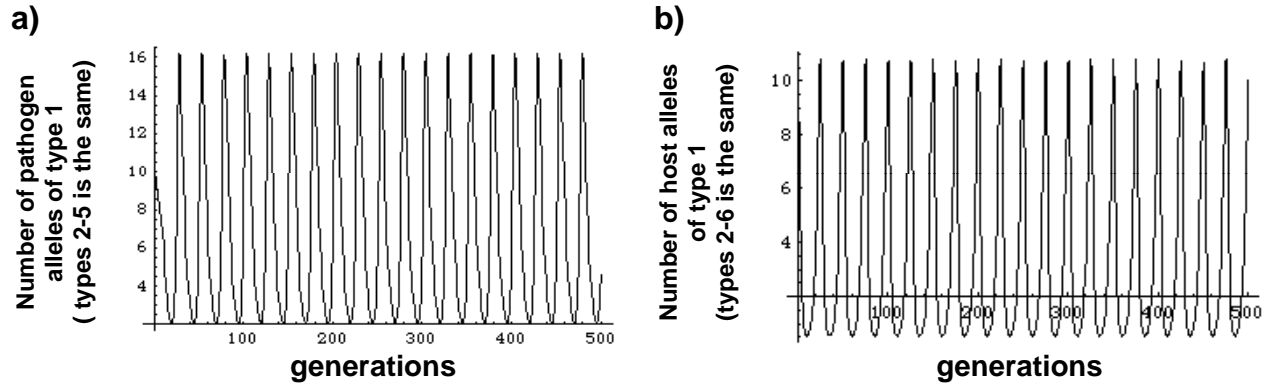 a)
Number of pathogen
alleles of type 1
( types 2-5 is the same)
16
14
12
10
8
6
4
100 200 300 400 500
generations
b)
Number of host alleles
of type 1
(types 2-6 is the same)
10
8
6
4
100 200 300 400 500
generations